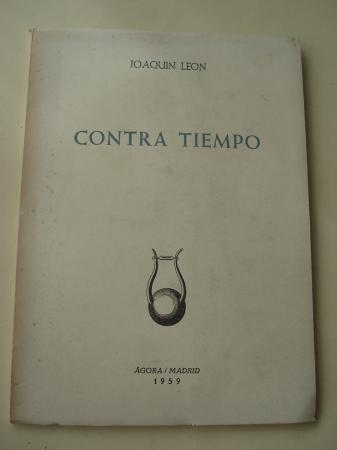 JOAQUIN LEON
CONTRA TIEMPO
ÁGORA / MADRID
1959